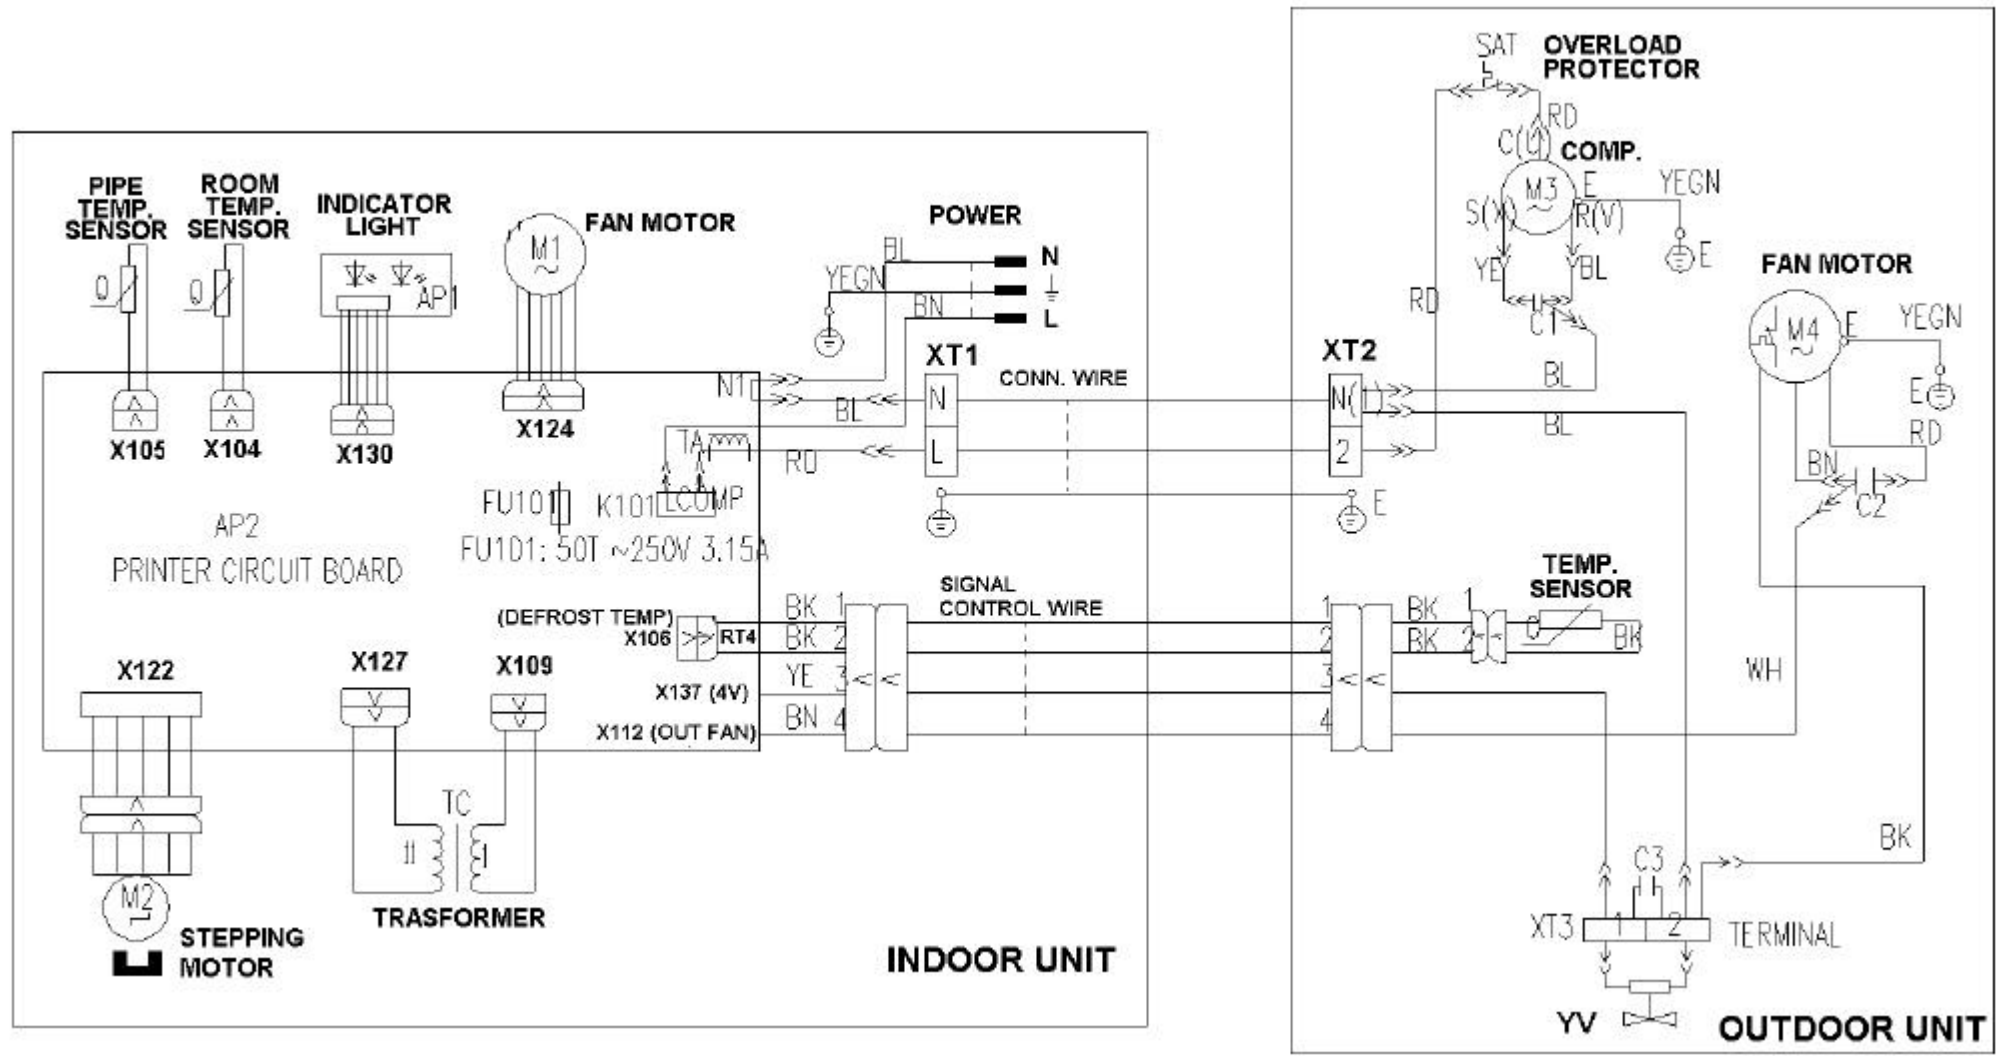 SAT
OVERLOAD
PROTECTOR
RD
C(U)
COMP.
M3
E
YEGN
S(X)
R(V)
YE
BL
E
C1
RD
FAN MOTOR
M4
E
YEGN
E
RD
BN
C2
PIPE
TEMP.
SENSOR
ROOM
TEMP.
SENSOR
INDICATOR
LIGHT
AP1
M1
FAN MOTOR
POWER
BL
N
YEGN
BN
L
X105
X104
X130
X124
N1
BL
XT1
N
L
CONN. WIRE
XT2
N(1)
2
BL
BL
TA
RD
FU101
K101
LCOMP
E
AP2
FU101: 50T ~250V 3.15A
PRINTER CIRCUIT BOARD
(DEFROST TEMP)
X106
RT4
BK 1
BK 2
X137 (4V)
YE 3
X112 (OUT FAN)
BN 4
SIGNAL
CONTROL WIRE
1
2
3
4
BK 1
BK 2
TEMP.
SENSOR
BK
WH
BK
X122
X127
X109
TC
M2
TRASFORMER
STEPPING
MOTOR
INDOOR UNIT
C3
XT3
1
2
TERMINAL
YV
OUTDOOR UNIT